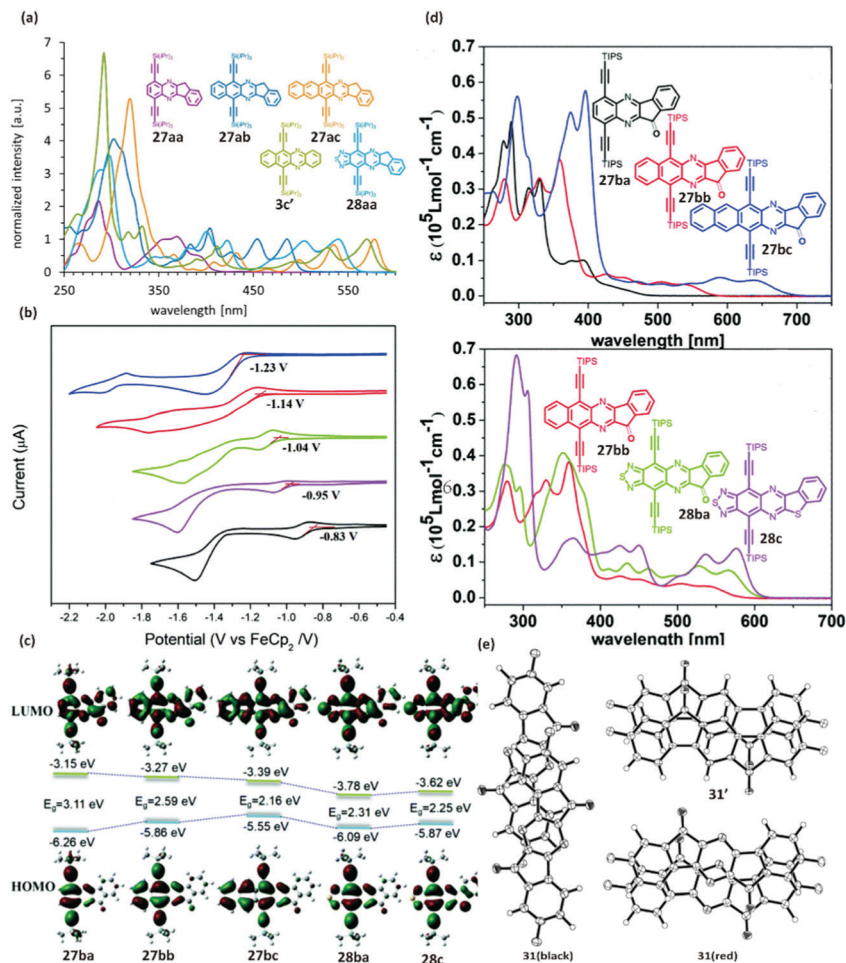 (a)
normalized intensity [a.u.]
7
6
5
4
3
2
1
0
250 300 350 400 450 500 550
wavelength [nm]
Si(iPr)3 Si(iPr)3 Si(iPr)3
N N N
N N N
Si(iPr)3 Si(iPr)3 Si(iPr)3
27aa 27ab 27ac
Si(iPr)3 Si(iPr)3
N N N
N S N N
Si(iPr)3 Si(iPr)3
3c' 28aa
(b)
Current (μA)
-1.23 V
-1.14 V
-1.04 V
-0.95 V
-0.83 V
-2.2 -2.0 -1.8 -1.6 -1.4 -1.2 -1.0 -0.8 -0.6 -0.4
Potential (V vs FeCp2 /V)
(c)
LUMO
-3.15 eV -3.27 eV -3.39 eV -3.78 eV -3.62 eV
Eg=3.11 eV Eg=2.59 eV Eg=2.16 eV Eg=2.31 eV Eg=2.25 eV
-6.26 eV -5.86 eV -5.55 eV -6.09 eV -5.87 eV
HOMO
27ba 27bb 27bc 28ba 28c
(d)
ε (10⁵Lmol⁻¹cm⁻¹)
0.7
0.6
0.5
0.4
0.3
0.2
0.1
0.0
300 400 500 600 700
wavelength [nm]
TIPS
N
N
O
TIPS
27ba
TIPS
N
N
O
TIPS
27bb
TIPS
N
N
O
TIPS
27bc
ε (10⁵Lmol⁻¹cm⁻¹)
0.7
0.6
0.5
0.4
0.3
0.2
0.1
0.0
300 400 500 600 700
wavelength [nm]
TIPS
N
N
O
TIPS
27bb
6
TIPS
N N
S
N N
O
TIPS
28ba
TIPS
N N
S
N N S
TIPS
28c
(e)
31'
31(black)
31(red)